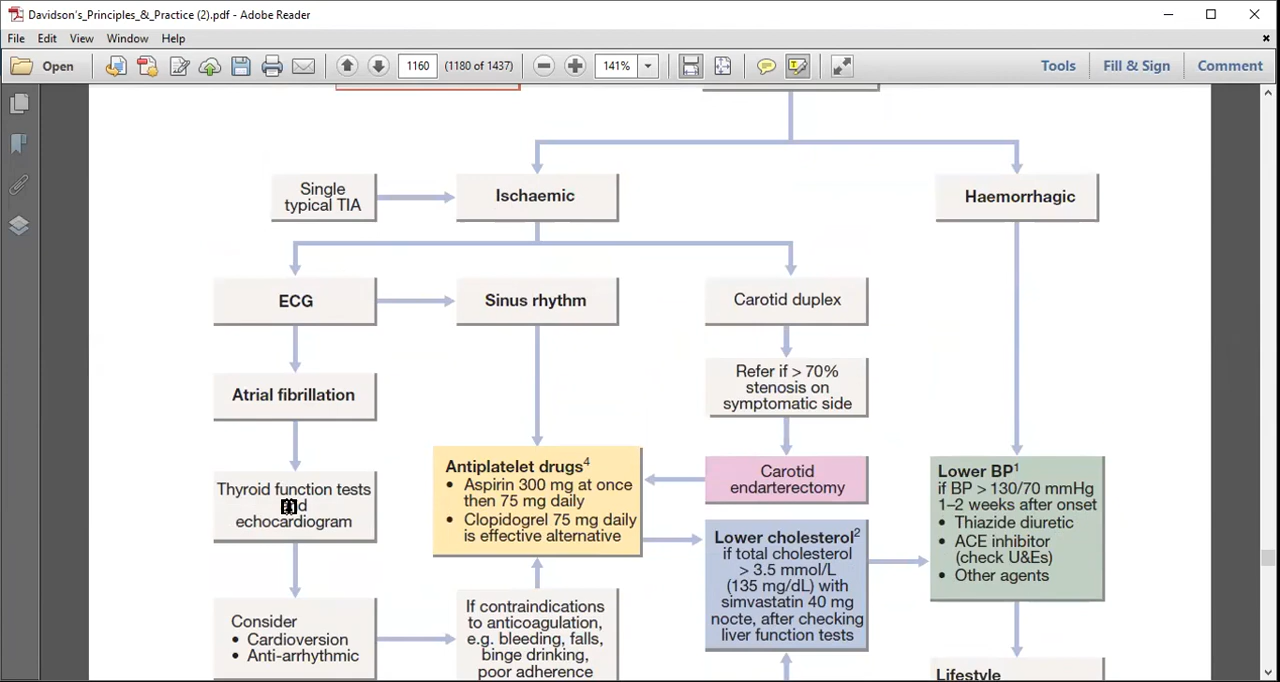 Davidson's_Principles_&_Practice (2).pdf - Adobe Reader
File Edit View Window Help
Open 1160 (1180 of 1437) 141% Tools Fill & Sign Comment
Single
typical TIA
Ischaemic
Haemorrhagic
ECG
Sinus rhythm
Carotid duplex
Refer if > 70%
stenosis on
symptomatic side
Atrial fibrillation
Thyroid function tests
echocardiogram
Antiplatelet drugs4
• Aspirin 300 mg at once
then 75 mg daily
• Clopidogrel 75 mg daily
is effective alternative
Carotid
endarterectomy
Lower BP1
if BP > 130/70 mmHg
1–2 weeks after onset
• Thiazide diuretic
• ACE inhibitor
(check U&Es)
• Other agents
Lower cholesterol2
if total cholesterol
> 3.5 mmol/L
(135 mg/dL) with
simvastatin 40 mg
nocte, after checking
liver function tests
Consider
• Cardioversion
• Anti-arrhythmic
If contraindications
to anticoagulation,
e.g. bleeding, falls,
binge drinking,
poor adherence
Lifestyle